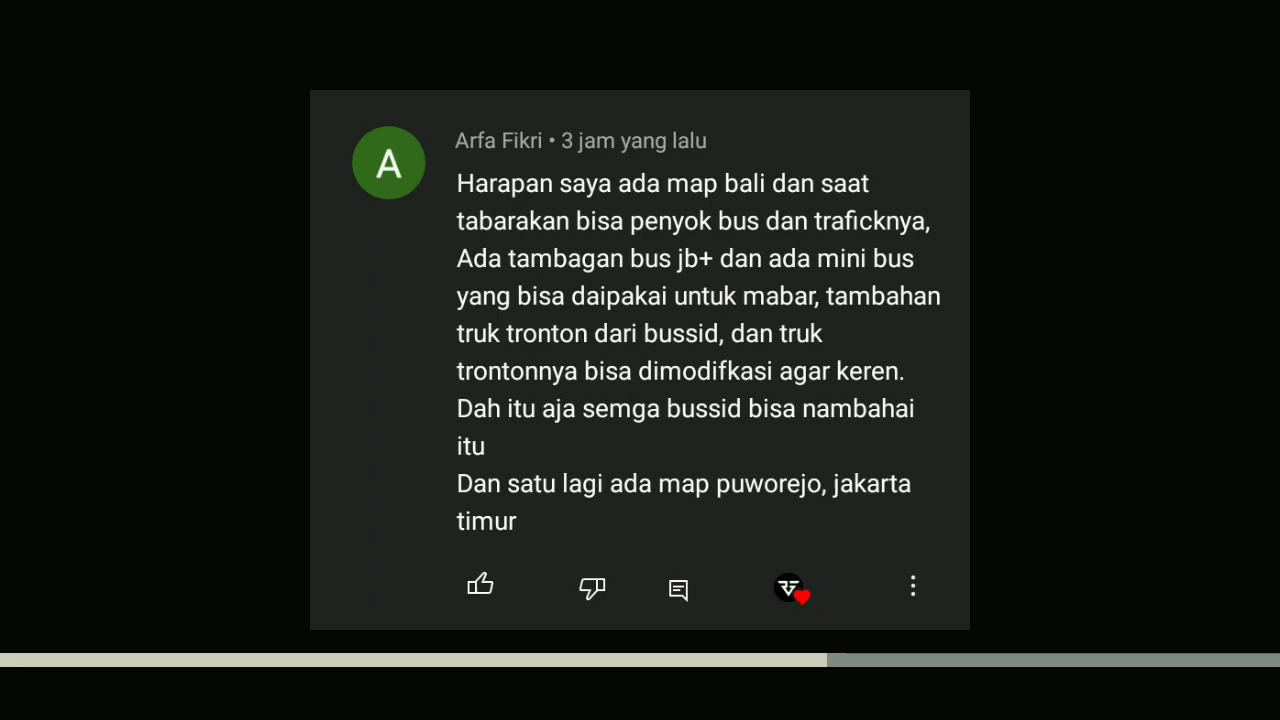 A
Arfa Fikri • 3 jam yang lalu
Harapan saya ada map bali dan saat
tabarakan bisa penyok bus dan traficknya,
Ada tambagan bus jb+ dan ada mini bus
yang bisa daipakai untuk mabar, tambahan
truk tronton dari bussid, dan truk
trontonnya bisa dimodifkasi agar keren.
Dah itu aja semga bussid bisa nambahai
itu
Dan satu lagi ada map puworejo, jakarta
timur